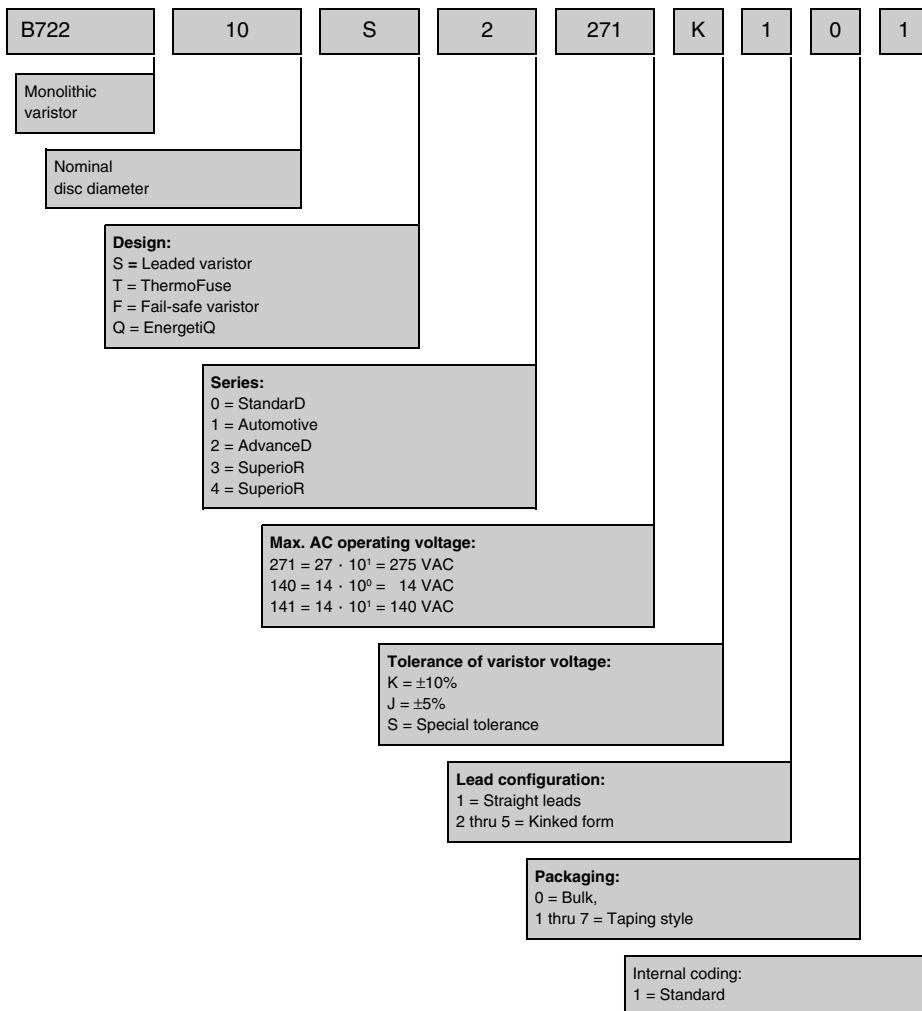 B722 10 S 2 271 K 1 0 1
Monolithic
varistor
Nominal
disc diameter
Design:
S = Leaded varistor
T = ThermoFuse
F = Fail-safe varistor
Q = EnergetiQ
Series:
0 = StandarD
1 = Automotive
2 = AdvanceD
3 = SuperioR
4 = SuperioR
Max. AC operating voltage:
271 = 27 · 10¹ = 275 VAC
140 = 14 · 10⁰ = 14 VAC
141 = 14 · 10¹ = 140 VAC
Tolerance of varistor voltage:
K = ±10%
J = ±5%
S = Special tolerance
Lead configuration:
1 = Straight leads
2 thru 5 = Kinked form
Packaging:
0 = Bulk,
1 thru 7 = Taping style
Internal coding:
1 = Standard